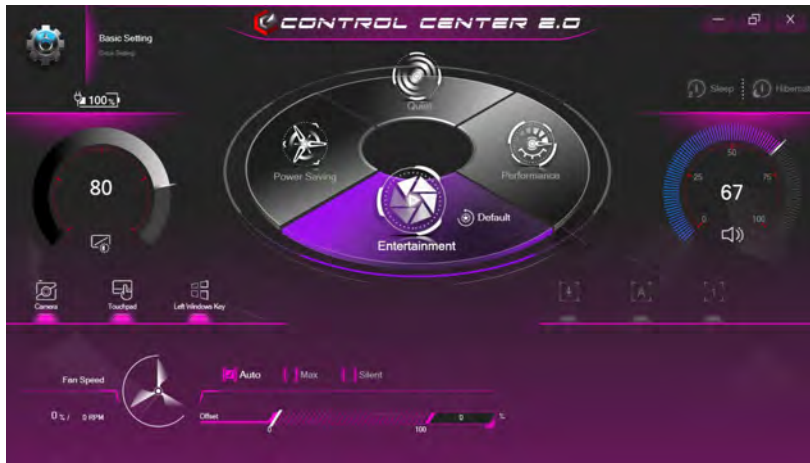 CONTROL CENTER 2.0
Basic Setting
100%
Sleep
Hibernate
Quiet
Power Saving
Performance
Default
Entertainment
80
0
25
50
75
100
67
Camera
Touchpad
Left Windows Key
A
1
Fan Speed
Auto
Max
Silent
0 % / 0 RPM
Offset
0
100
0 %